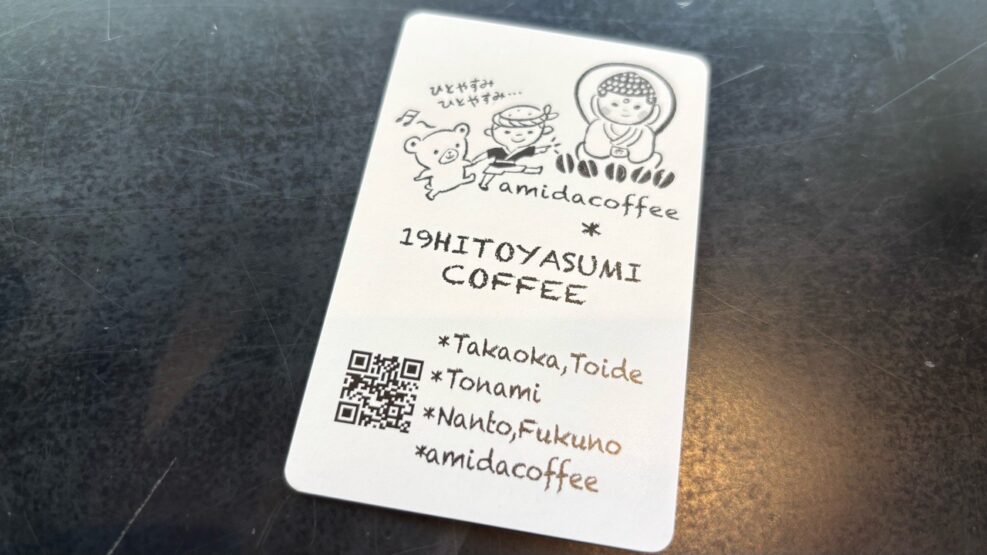 ひとやすみ
ひとやすみ…
amidacoffee
*
19HITOYASUMI
COFFEE
*Takaoka,Toide
*Tonami
*Nanto,Fukuno
*amidacoffee